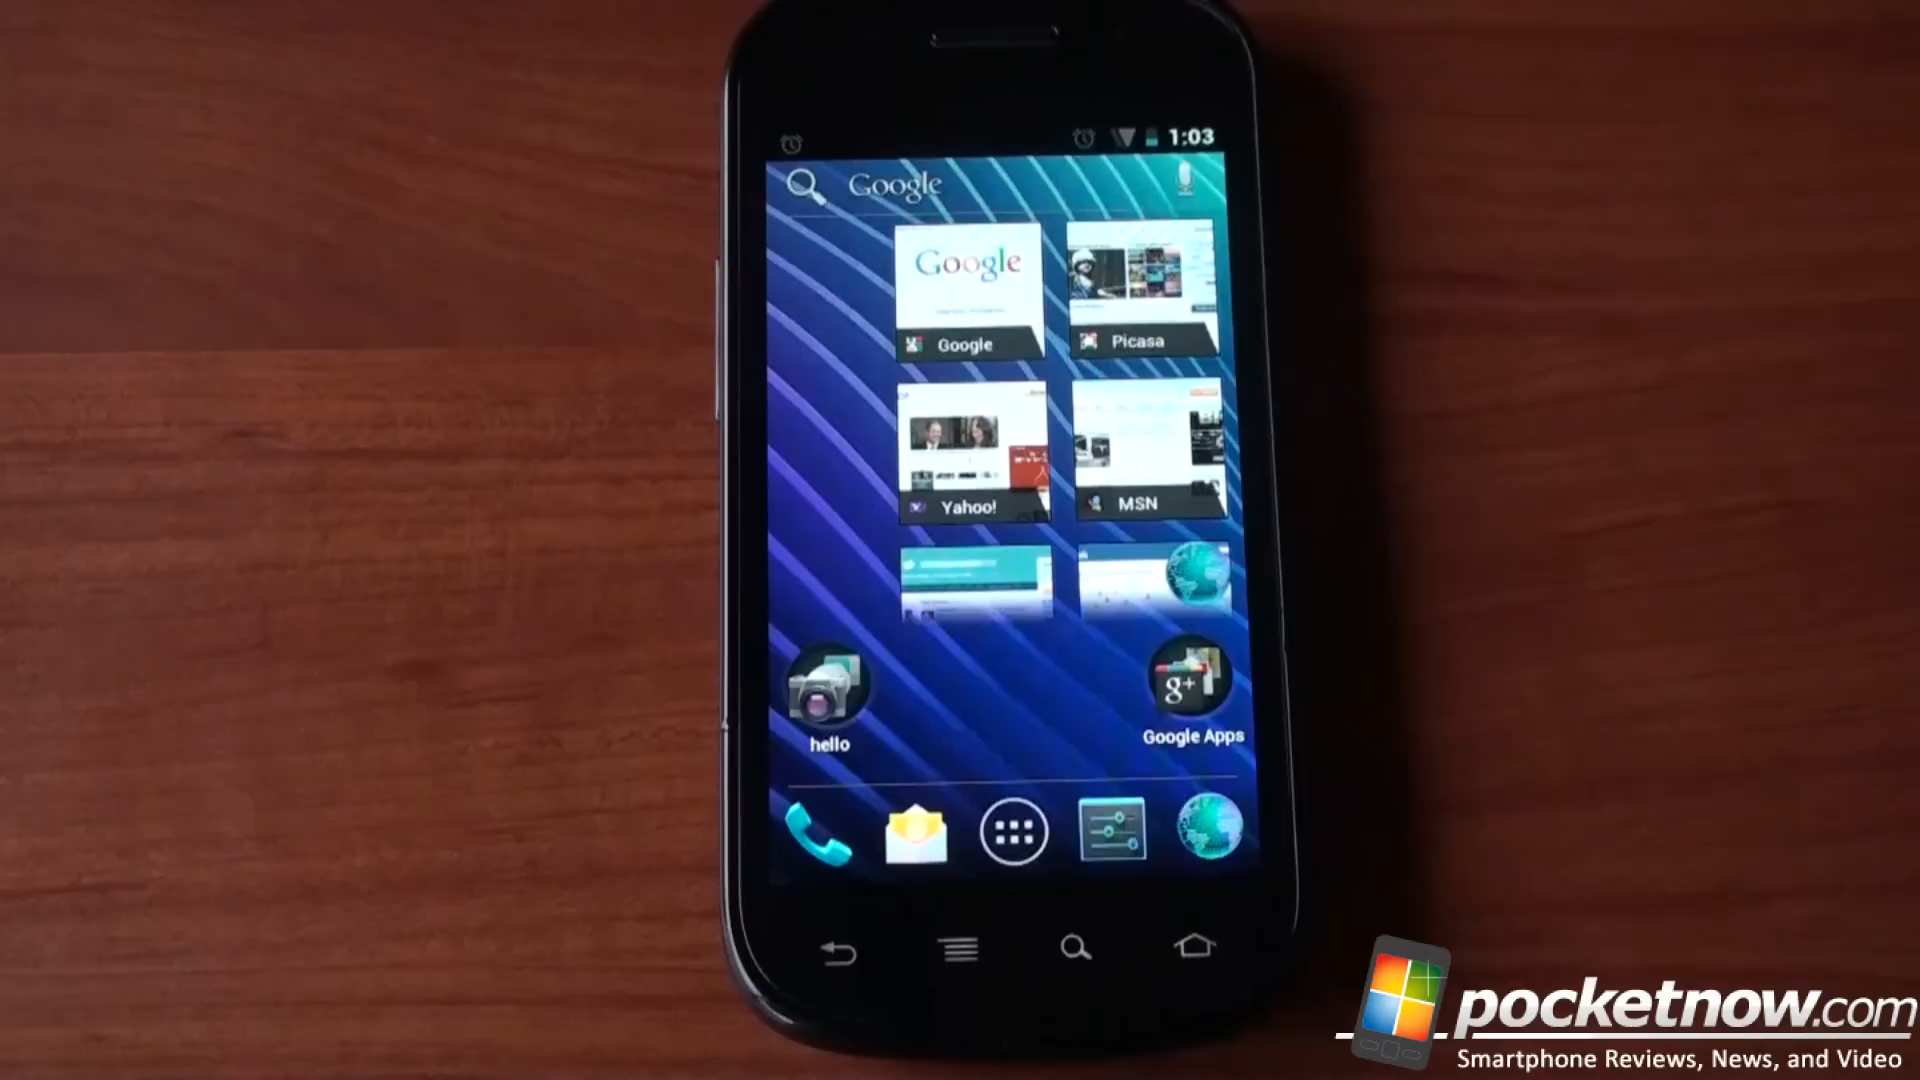 1:03
Google
Google
Google
Picasa
Yahoo!
MSN
g+
hello
Google Apps
pocketnow.com
Smartphone Reviews, News, and Video